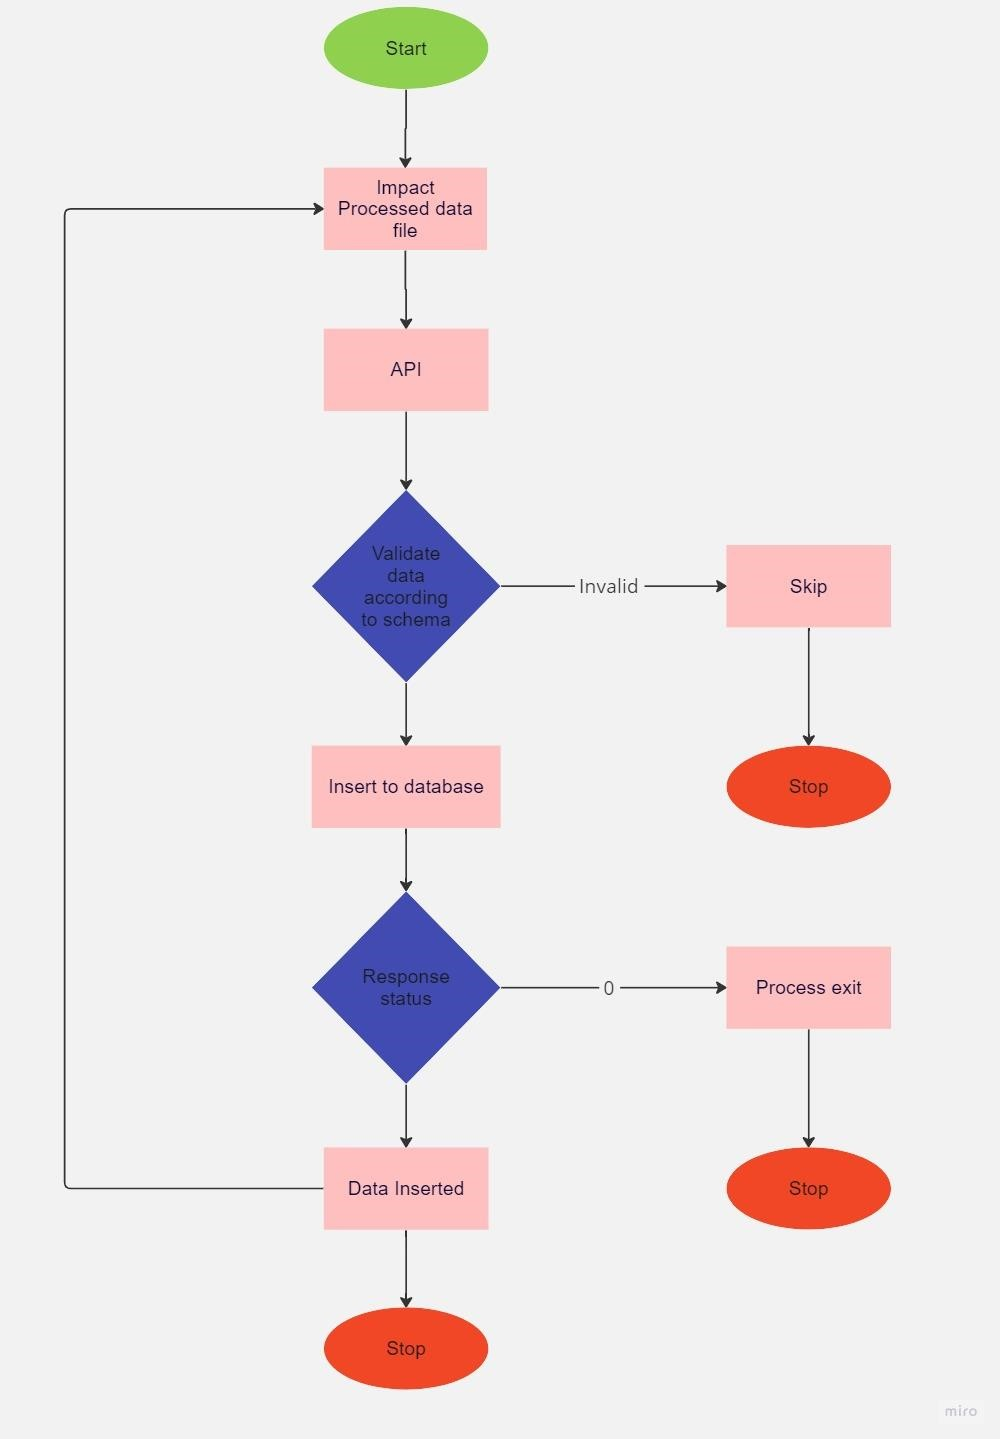 Start
Impact
Processed data
file
API
Validate
data
according
to schema
Invalid
Skip
Insert to database
Stop
Response
status
0
Process exit
Data Inserted
Stop
Stop
miro